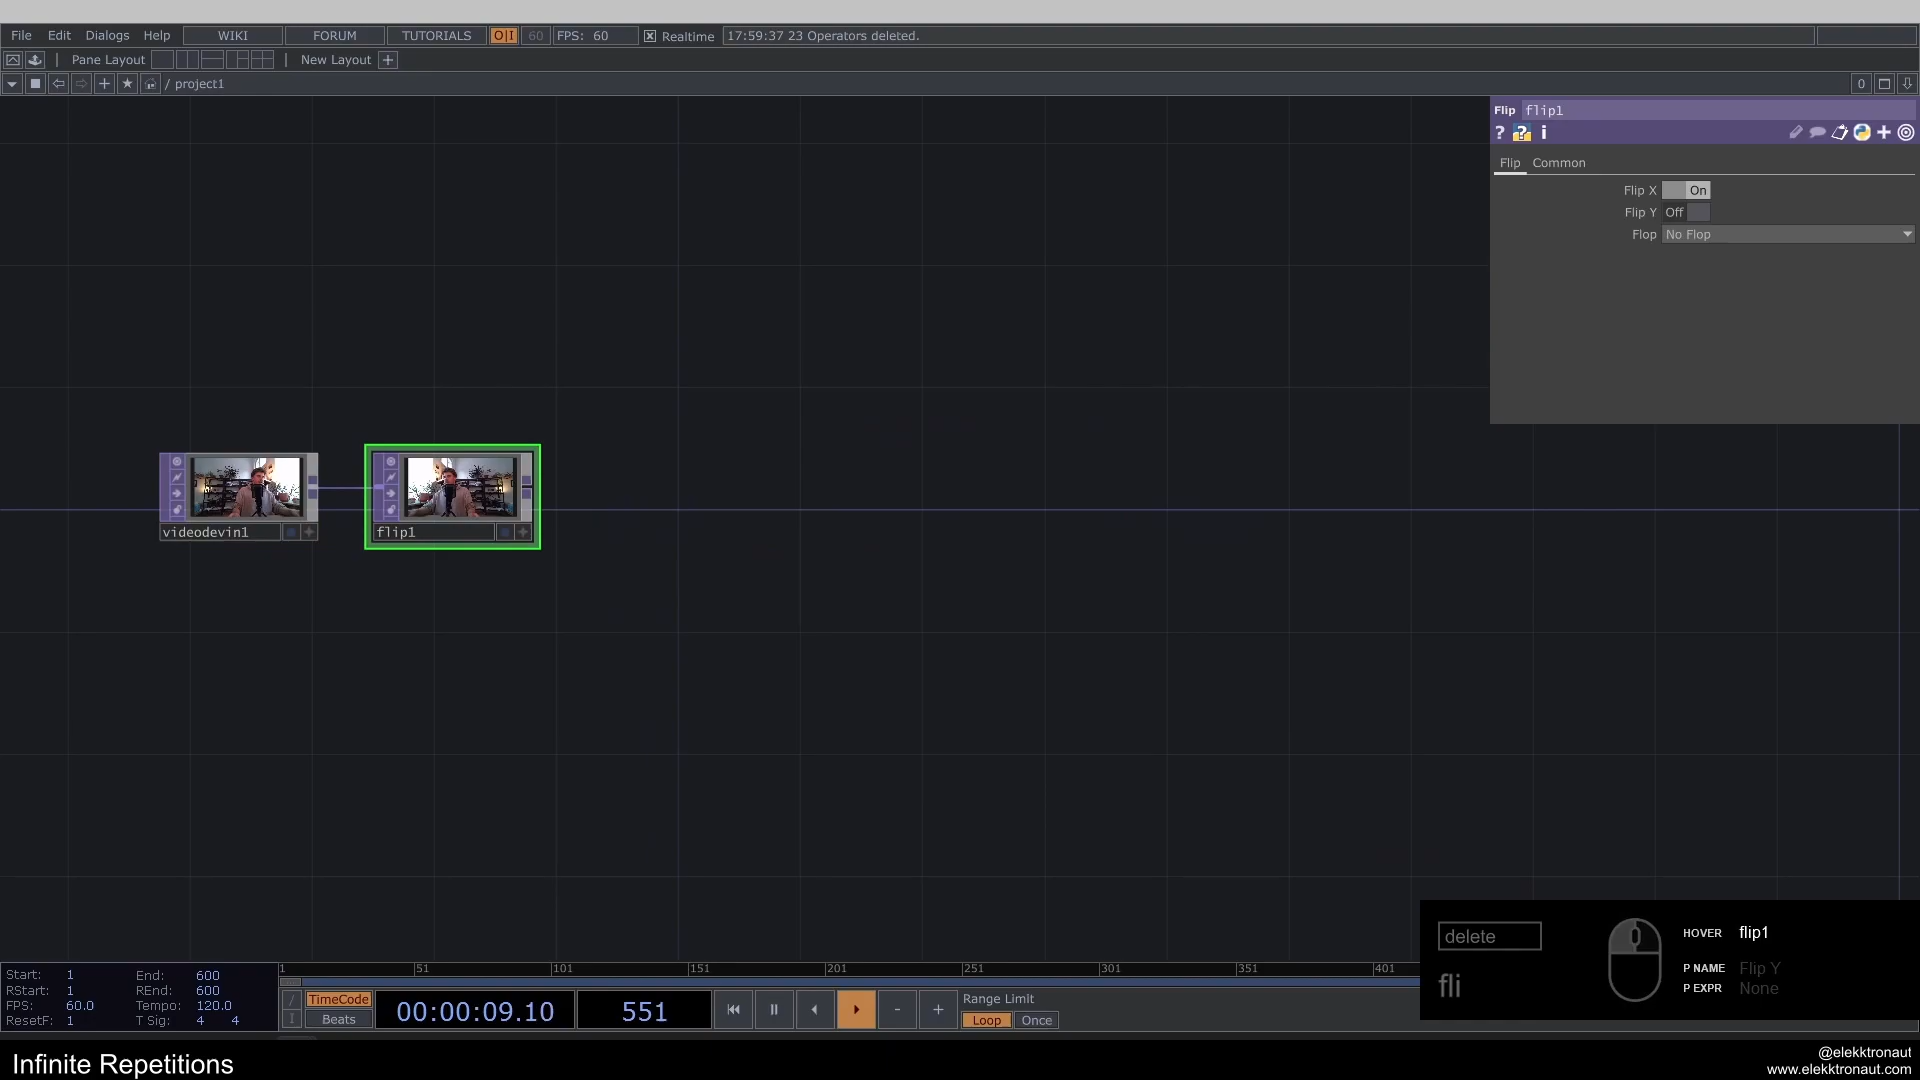 File Edit Dialogs Help WIKI FORUM TUTORIALS O|I 60 FPS: 60 Realtime 17:59:37 23 Operators deleted.
Pane Layout New Layout +
/ project1 0
Flip flip1
? ? i
Flip Common
Flip X On
Flip Y Off
Flop No Flop
videodevin1 flip1
delete
HOVER flip1
P NAME Flip Y
fli
P EXPR None
1 51 101 151 201 251 301 351 401
Start: 1 End: 600
RStart: 1 REnd: 600
FPS: 60.0 Tempo: 120.0
ResetF: 1 T Sig: 4 4
TimeCode
Beats
00:00:09.10 551 - +
Range Limit
Loop Once
Infinite Repetitions
@elekktronaut
www.elekktronaut.com